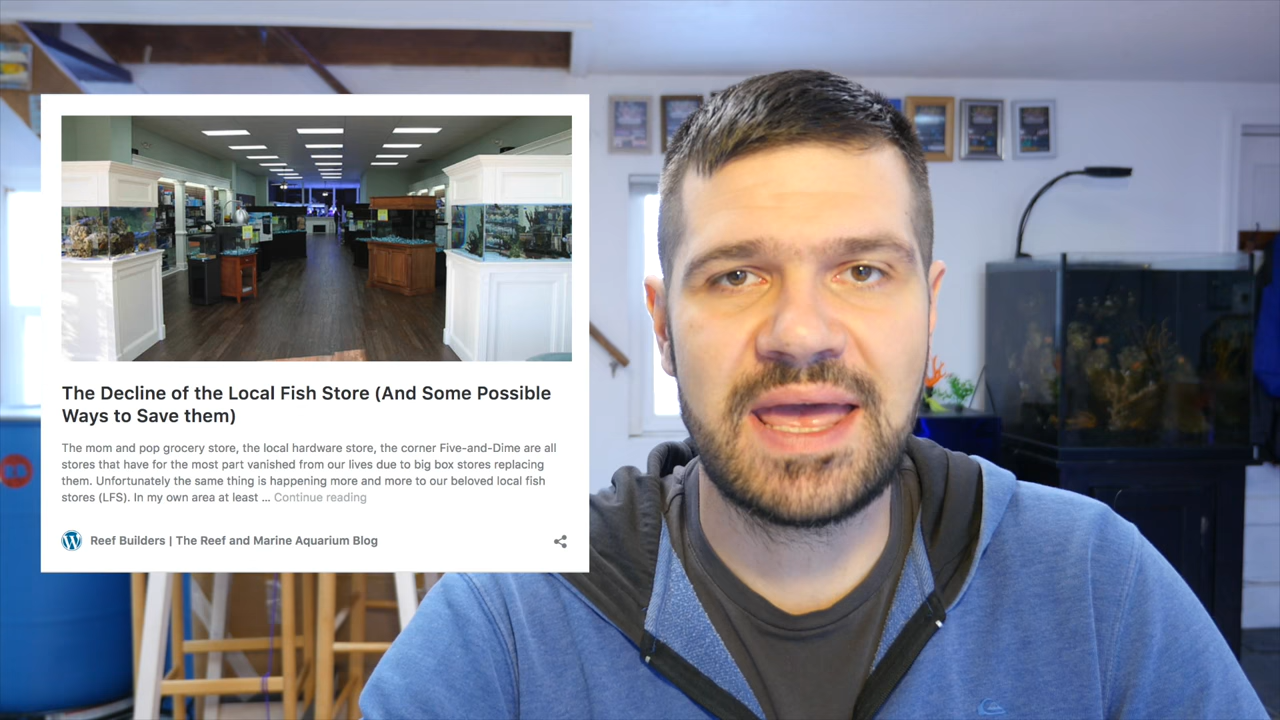 The Decline of the Local Fish Store (And Some Possible
Ways to Save them)
The mom and pop grocery store, the local hardware store, the corner Five-and-Dime are all
stores that have for the most part vanished from our lives due to big box stores replacing
them. Unfortunately the same thing is happening more and more to our beloved local fish
stores (LFS). In my own area at least ... Continue reading
Reef Builders | The Reef and Marine Aquarium Blog